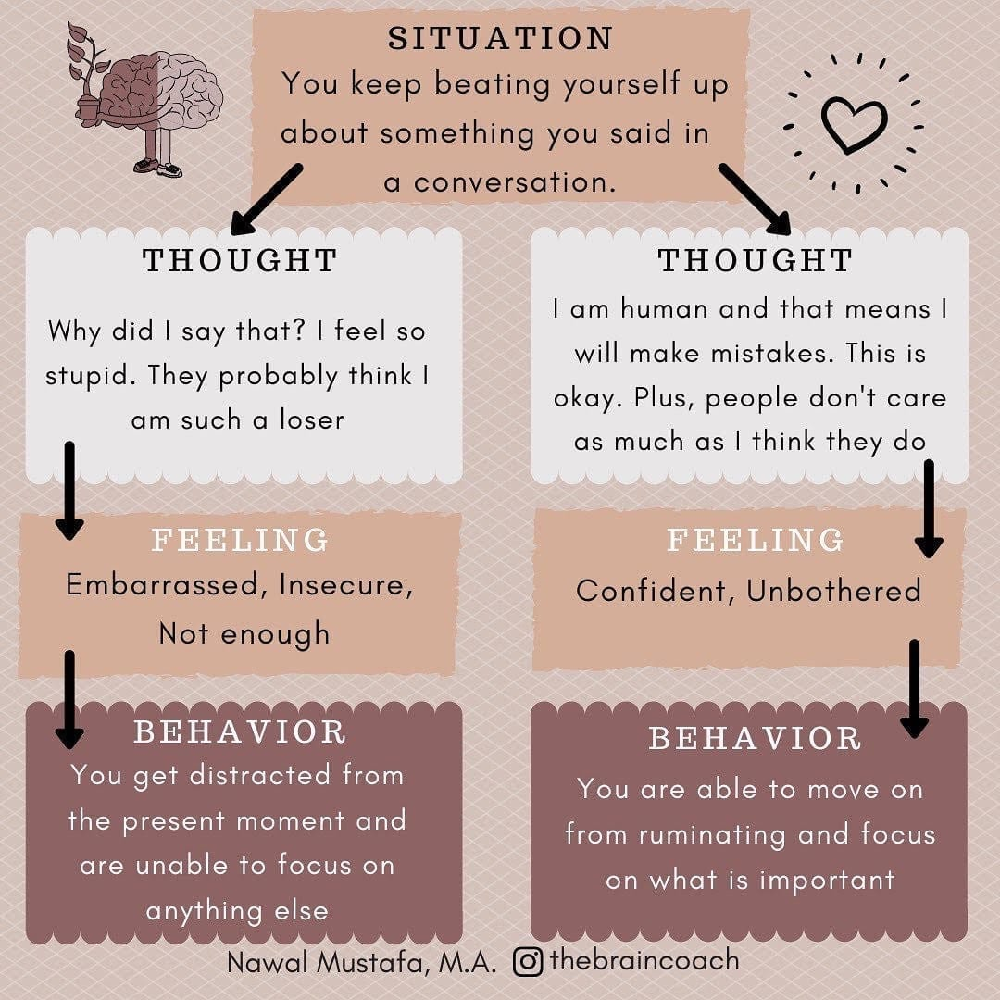 SITUATION
You keep beating yourself up
about something you said in
a conversation.
THOUGHT
Why did I say that? I feel so
stupid. They probably think I
am such a loser
FEELING
Embarrassed, Insecure,
Not enough
BEHAVIOR
You get distracted from
the present moment and
are unable to focus on
anything else
THOUGHT
I am human and that means I
will make mistakes. This is
okay. Plus, people don't care
as much as I think they do
FEELING
Confident, Unbothered
BEHAVIOR
You are able to move on
from ruminating and focus
on what is important
Nawal Mustafa, M.A. thebraincoach